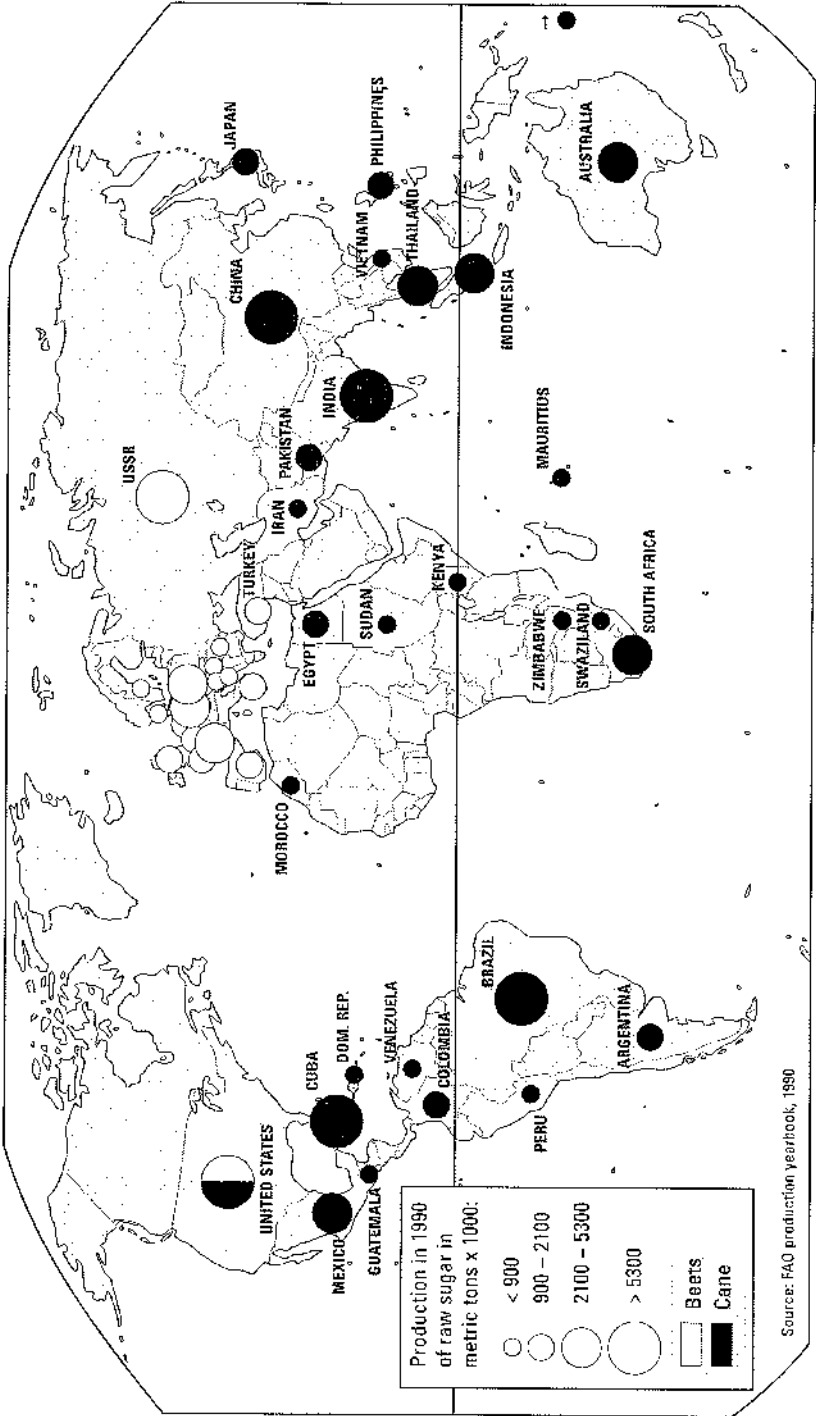 JAPAN
CHINA
PHILIPPINES
VIETNAM
THAILAND
INDONESIA
AUSTRALIA
†
USSR
INDIA
PAKISTAN
IRAN
TURKEY
EGYPT
SUDAN
KENYA
MAURITIUS
ZIMBABWE
SWAZILAND
SOUTH AFRICA
MOROCCO
UNITED STATES
MEXICO
GUATEMALA
CUBA
DOM. REP.
VENEZUELA
COLOMBIA
BRAZIL
PERU
ARGENTINA
Production in 1990
of raw sugar in
metric tons x 1000:
< 900
900 – 2100
2100 – 5300
> 5300
Beets
Cane
Source: FAO production yearbook, 1990